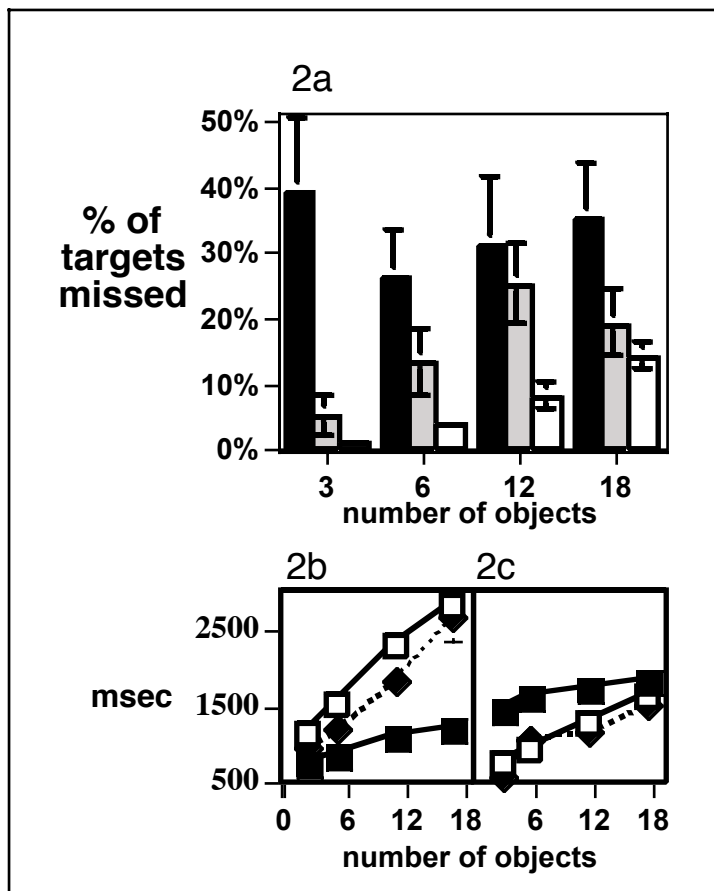 2a
50%
40%
30%
20%
10%
0%
% of
targets
missed
3 6 12 18
number of objects
2b 2c
2500
1500
500
msec
0 6 12 18 6 12 18
number of objects